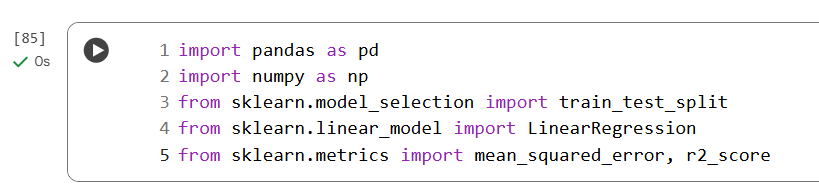 [85]
0s
1 import pandas as pd
2 import numpy as np
3 from sklearn.model_selection import train_test_split
4 from sklearn.linear_model import LinearRegression
5 from sklearn.metrics import mean_squared_error, r2_score